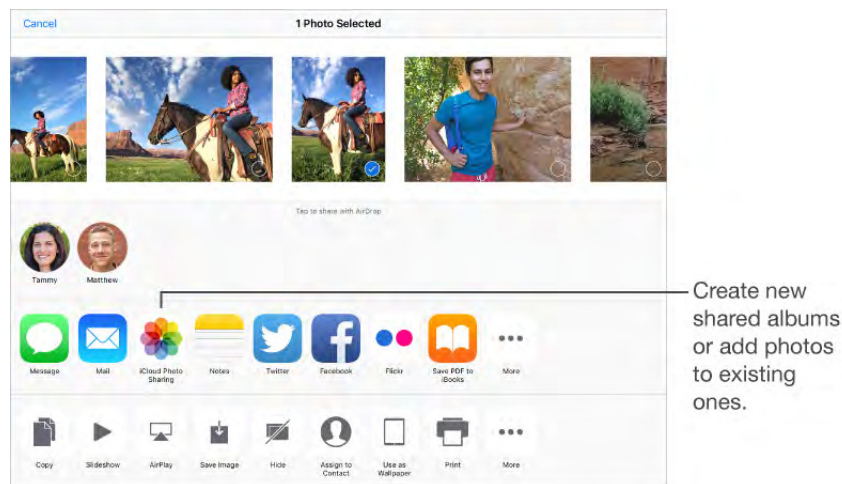 Cancel
1 Photo Selected
Tap to share with AirDrop
Tammy
Matthew
Create new
shared albums
or add photos
to existing
ones.
Message
Mail
iCloud Photo
Sharing
Notes
Twitter
Facebook
Flickr
Save PDF to
iBooks
More
Copy
Slideshow
AirPlay
Save Image
Hide
Assign to
Contact
Use as
Wallpaper
Print
More